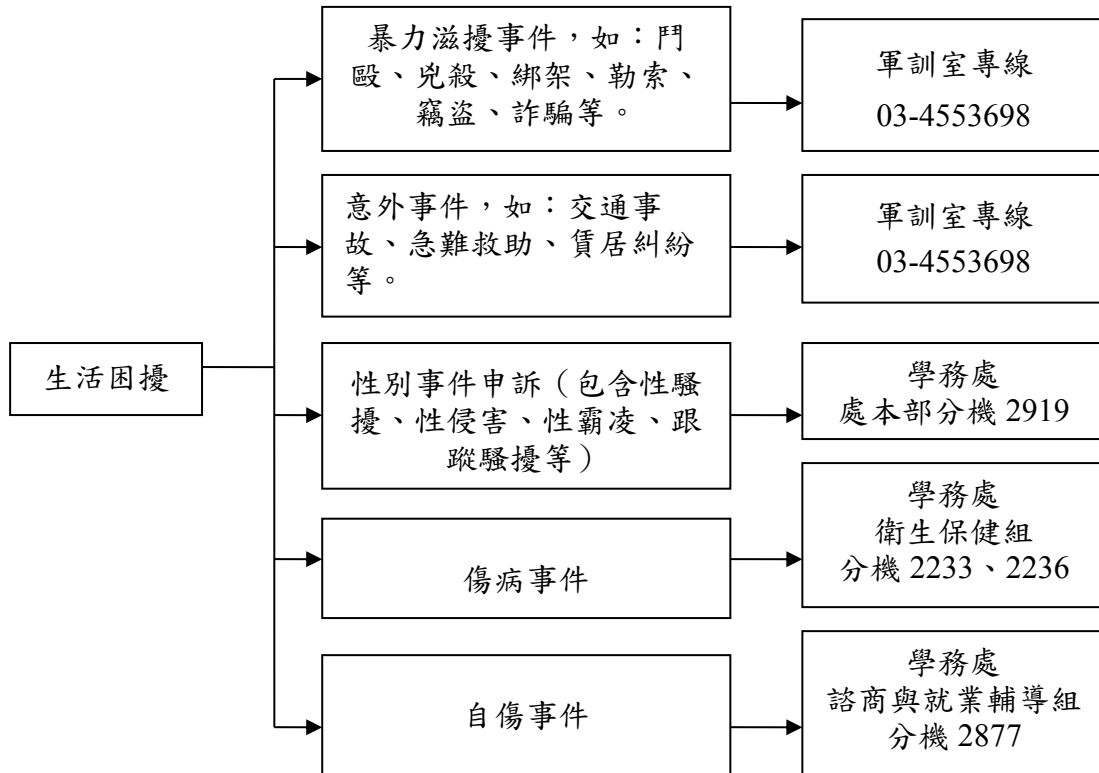 暴力滋擾事件，如：鬥
毆、兇殺、綁架、勒索、
竊盜、詐騙等。
軍訓室專線
03-4553698
意外事件，如：交通事
故、急難救助、賃居糾紛
等。
軍訓室專線
03-4553698
生活困擾
性別事件申訴（包含性騷
擾、性侵害、性霸凌、跟
蹤騷擾等）
學務處
處本部分機 2919
傷病事件
學務處
衛生保健組
分機 2233、2236
自傷事件
學務處
諮商與就業輔導組
分機 2877